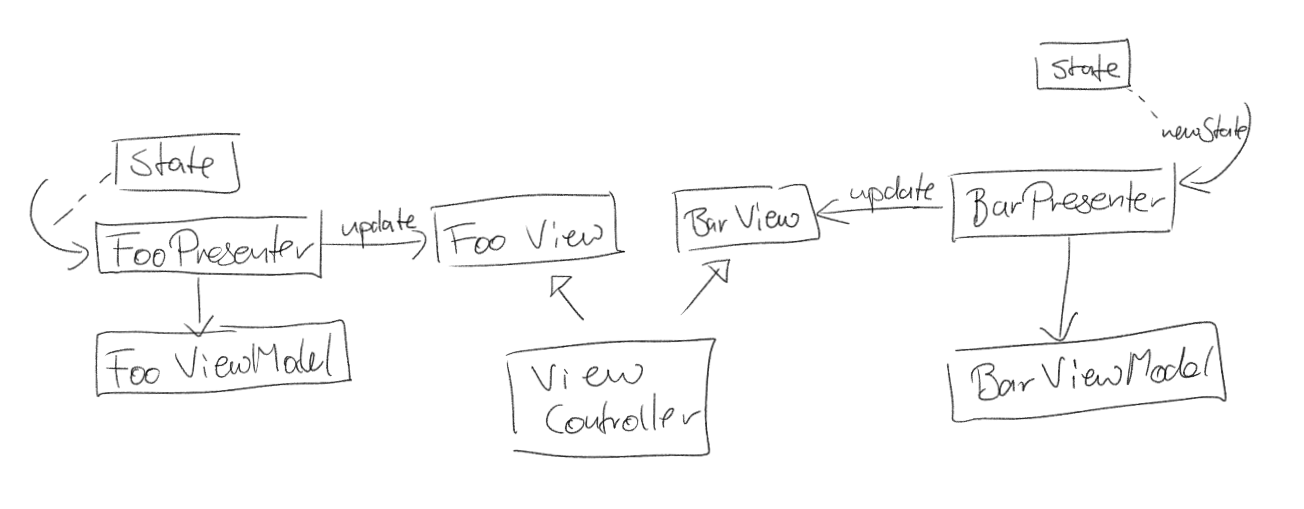 State
newState
State
FooPresenter
update
Foo View
Bar View
update
BarPresenter
Foo ViewModel
View
Controller
Bar ViewModel